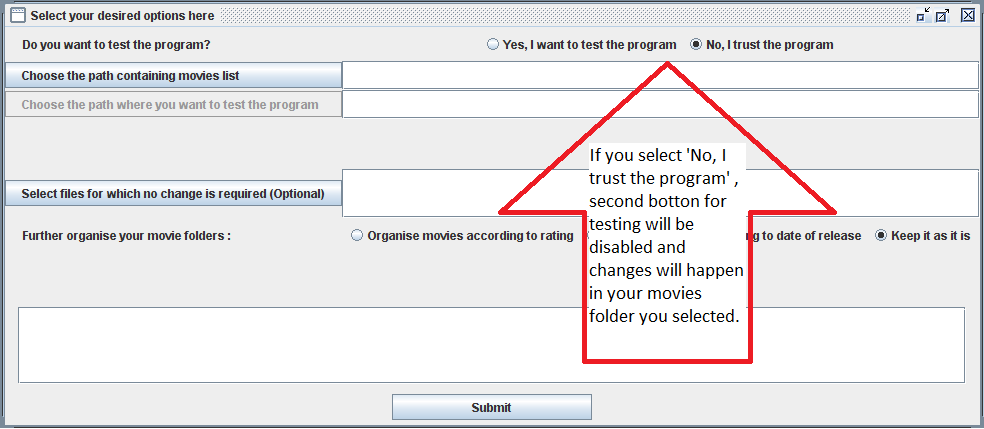 Select your desired options here
Do you want to test the program? Yes, I want to test the program No, I trust the program
Choose the path containing movies list
Choose the path where you want to test the program
If you select 'No, I
trust the program' ,
second botton for
testing will be
disabled and
changes will happen
in your movies
folder you selected.
Select files for which no change is required (Optional)
Further organise your movie folders : Organise movies according to rating to date of release Keep it as it is
Submit